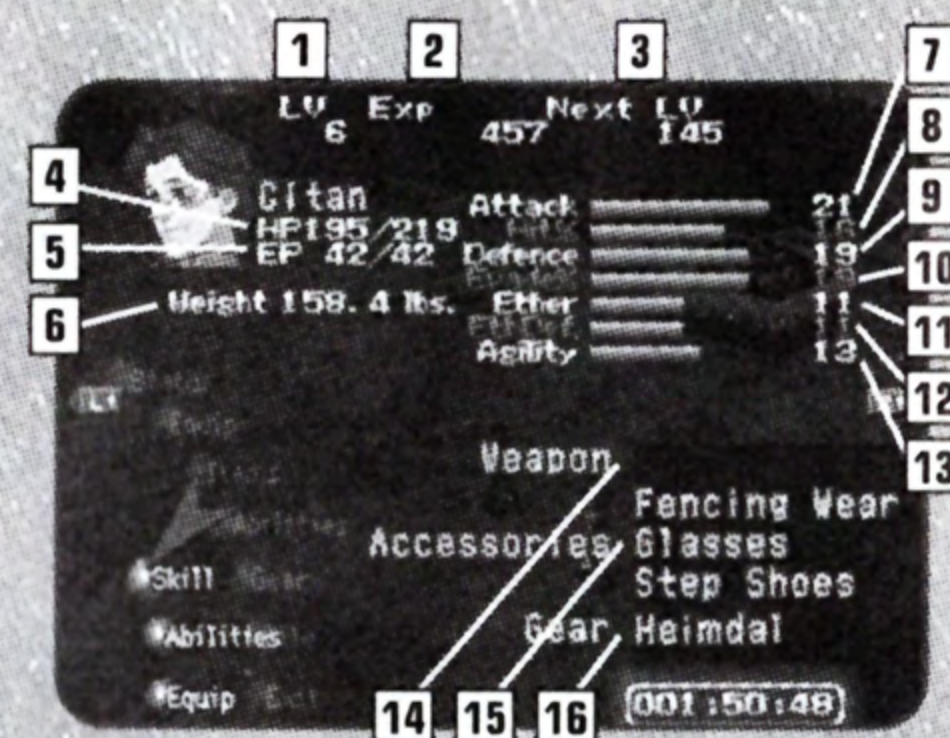 1 2 3 7
LV Exp Next LV
6 457 145
8
4 Citan Attack 21
HP195/219 Hit% 16
9
5 EP 42/42 Defence 19
10
6 Weight 158.4 lbs. Ether 11
11
Agility 13
12
13
Weapon
Fencing Wear
Accessories Glasses
Step Shoes
Skill
Abilities Gear Heimdal
Equip
14 15 16 001:50:48